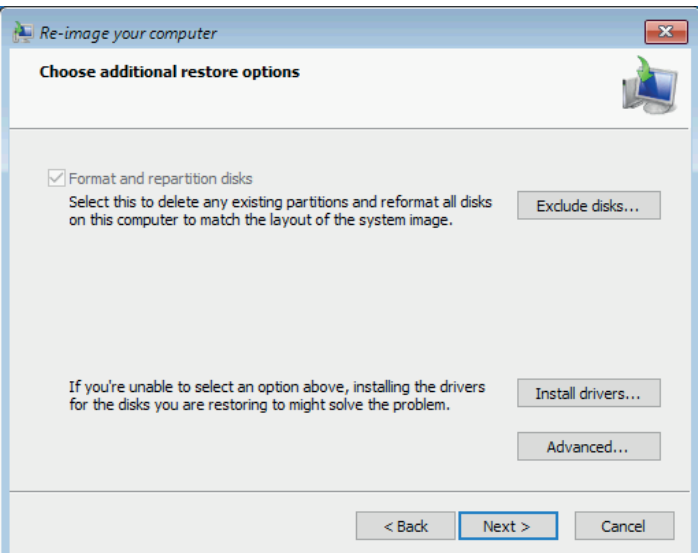 Re-image your computer
Choose additional restore options
Format and repartition disks
Select this to delete any existing partitions and reformat all disks
on this computer to match the layout of the system image.
Exclude disks...
If you're unable to select an option above, installing the drivers
for the disks you are restoring to might solve the problem.
Install drivers...
Advanced...
< Back
Next >
Cancel